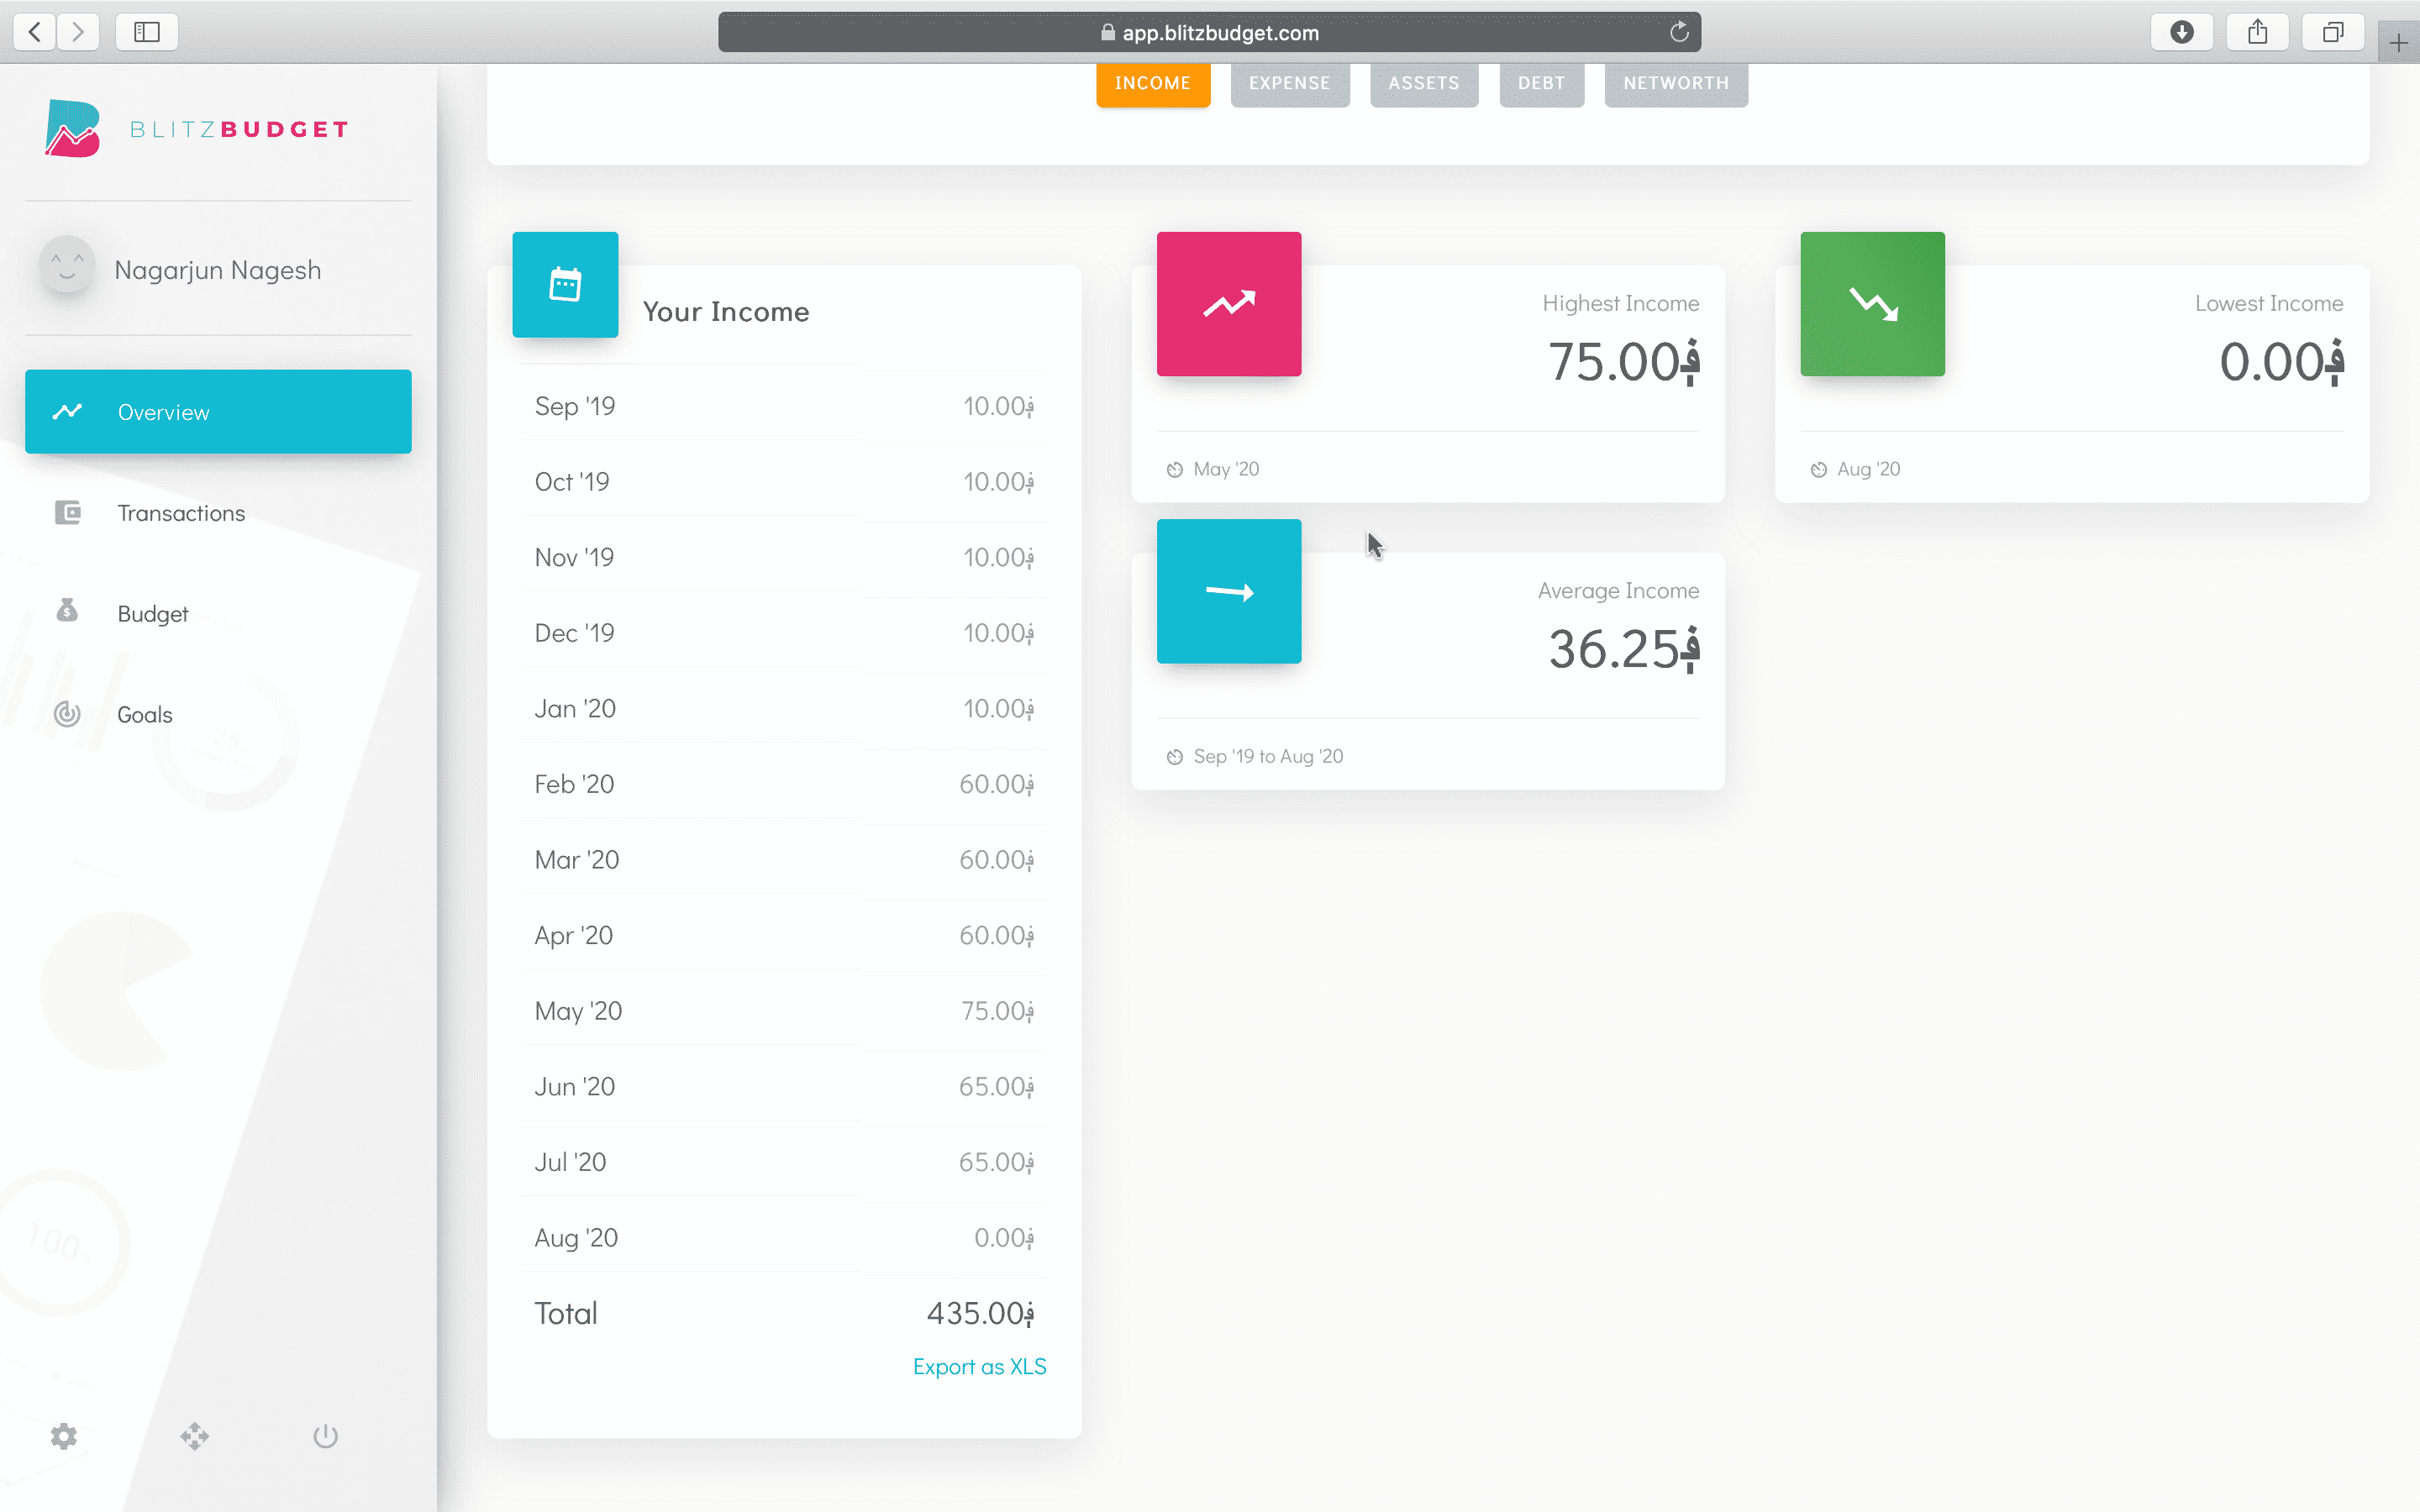 app.blitzbudget.com
INCOME EXPENSE ASSETS DEBT NETWORTH
BLITZBUDGET
Nagarjun Nagesh
Overview
Transactions
Budget
Goals
Your Income
Sep '19 10.00؋
Oct '19 10.00؋
Nov '19 10.00؋
Dec '19 10.00؋
Jan '20 10.00؋
Feb '20 60.00؋
Mar '20 60.00؋
Apr '20 60.00؋
May '20 75.00؋
Jun '20 65.00؋
Jul '20 65.00؋
Aug '20 0.00؋
Total 435.00؋
Export as XLS
Highest Income
75.00؋
May '20
Lowest Income
0.00؋
Aug '20
Average Income
36.25؋
Sep '19 to Aug '20
25
100